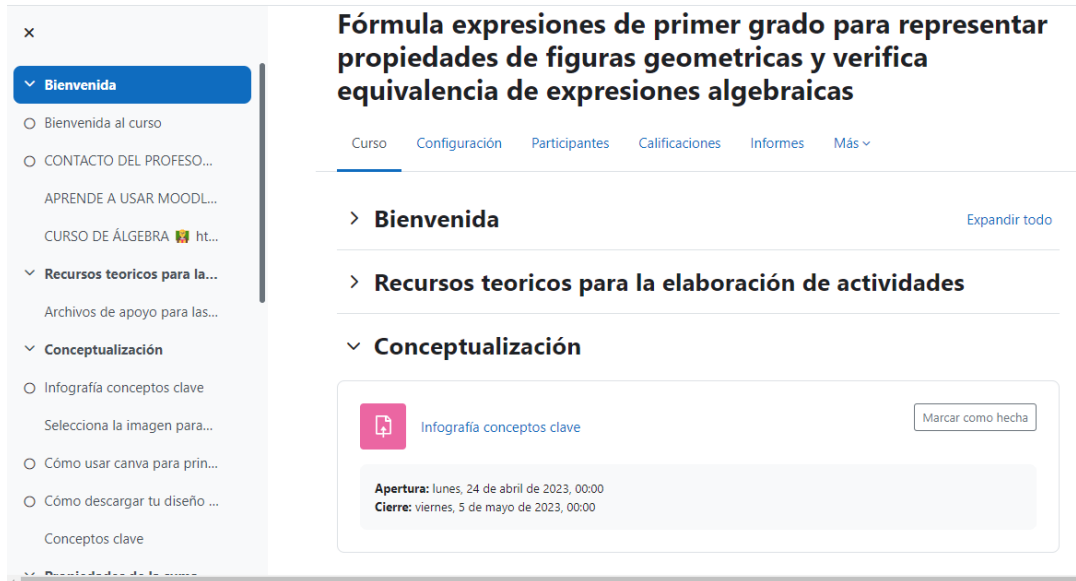 Bienvenida
Bienvenida al curso
CONTACTO DEL PROFESO...
APRENDE A USAR MOODL...
CURSO DE ÁLGEBRA 👧 ht...
Recursos teoricos para la...
Archivos de apoyo para las...
Conceptualización
Infografía conceptos clave
Selecciona la imagen para...
Cómo usar canva para prin...
Cómo descargar tu diseño ...
Conceptos clave
Fórmula expresiones de primer grado para representar
propiedades de figuras geometricas y verifica
equivalencia de expresiones algebraicas
Curso Configuración Participantes Calificaciones Informes Más
Bienvenida Expandir todo
Recursos teoricos para la elaboración de actividades
Conceptualización
Infografía conceptos clave Marcar como hecha
Apertura: lunes, 24 de abril de 2023, 00:00
Cierre: viernes, 5 de mayo de 2023, 00:00